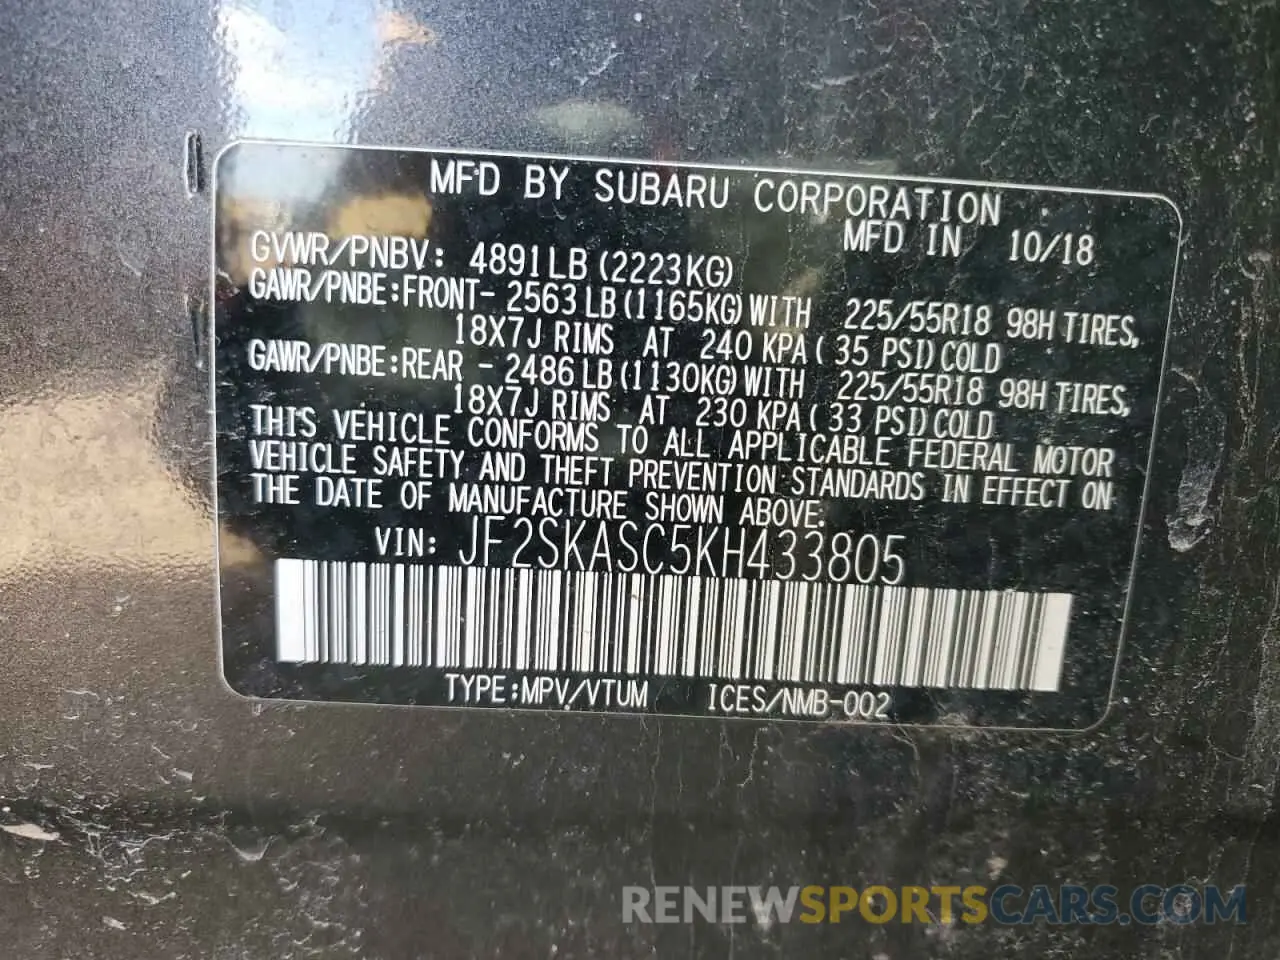 MFD BY SUBARU CORPORATION
MFD IN 10/18
GVWR/PNBV: 4891LB (2223KG)
GAWR/PNBE:FRONT- 2563 LB (1165KG) WITH 225/55R18 98H TIRES,
18X7J RIMS AT 240 KPA ( 35 PSI) COLD
GAWR/PNBE:REAR - 2486 LB (1130KG) WITH 225/55R18 98H TIRES,
18X7J RIMS AT 230 KPA ( 33 PSI) COLD
THIS VEHICLE CONFORMS TO ALL APPLICABLE FEDERAL MOTOR
VEHICLE SAFETY AND THEFT PREVENTION STANDARDS IN EFFECT ON
THE DATE OF MANUFACTURE SHOWN ABOVE.
VIN: JF2SKASC5KH433805
TYPE:MPV/VTUM ICES/NMB-002
RENEWSPORTSCARS.COM